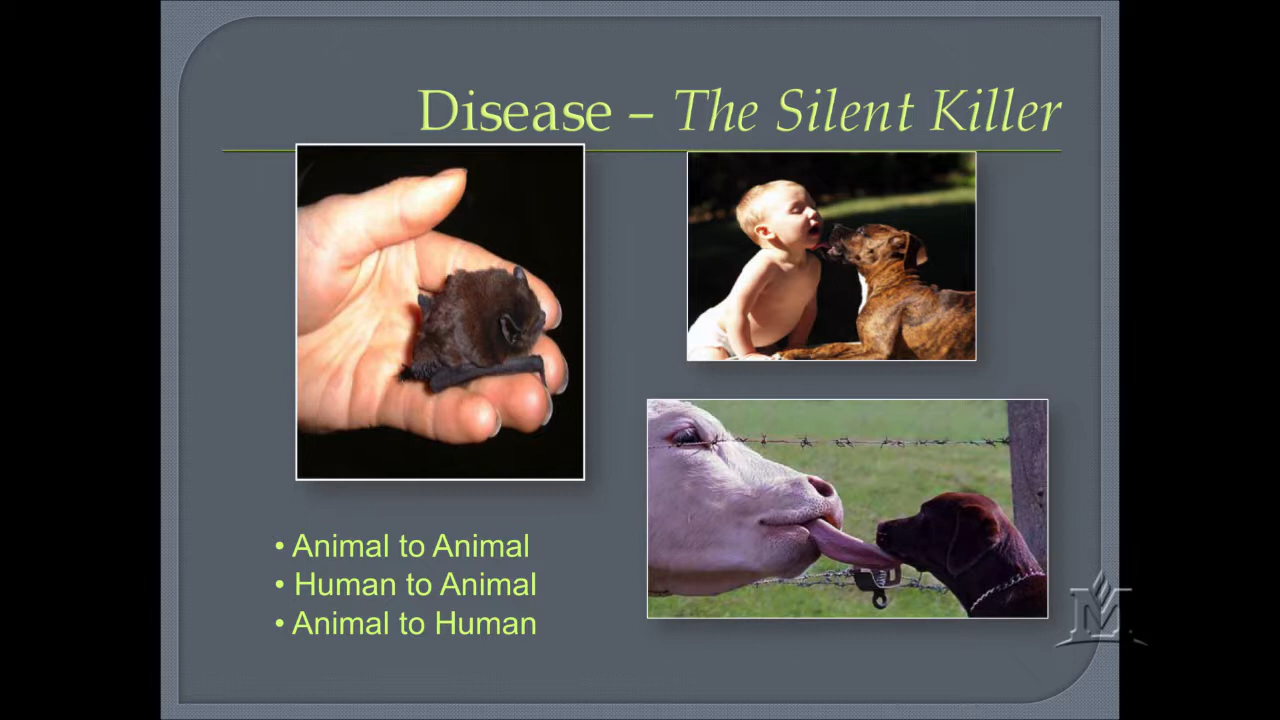 Disease – The Silent Killer
• Animal to Animal
• Human to Animal
• Animal to Human